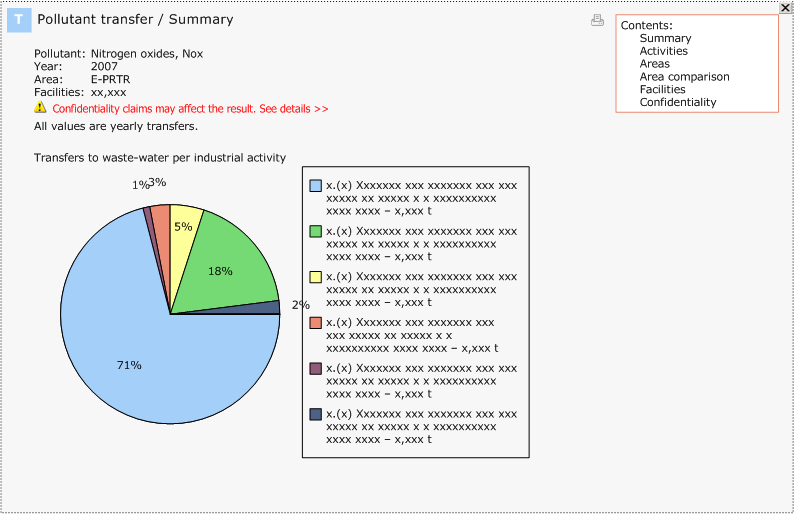 T Pollutant transfer / Summary
Contents:
Summary
Activities
Areas
Area comparison
Facilities
Confidentiality
Pollutant: Nitrogen oxides, Nox
Year: 2007
Area: E-PRTR
Facilities: xx,xxx
Confidentiality claims may affect the result. See details >>
All values are yearly transfers.
Transfers to waste-water per industrial activity
1%
3%
5%
18%
2%
71%
x.(x) Xxxxxxx xxx xxxxxxx xxx xxx
xxxxx xx xxxxx x x xxxxxxxxxx
xxxx xxxx – x,xxx t
x.(x) Xxxxxxx xxx xxxxxxx xxx xxx
xxxxx xx xxxxx x x xxxxxxxxxx
xxxx xxxx – x,xxx t
x.(x) Xxxxxxx xxx xxxxxxx xxx xxx
xxxxx xx xxxxx x x xxxxxxxxxx
xxxx xxxx – x,xxx t
x.(x) Xxxxxxx xxx xxxxxxx xxx
xxx xxxxx xx xxxxx x x
xxxxxxxxxx xxxx xxxx – x,xxx t
x.(x) Xxxxxxx xxx xxxxxxx xxx xxx
xxxxx xx xxxxx x x xxxxxxxxxx
xxxx xxxx – x,xxx t
x.(x) Xxxxxxx xxx xxxxxxx xxx xxx
xxxxx xx xxxxx x x xxxxxxxxxx
xxxx xxxx – x,xxx t